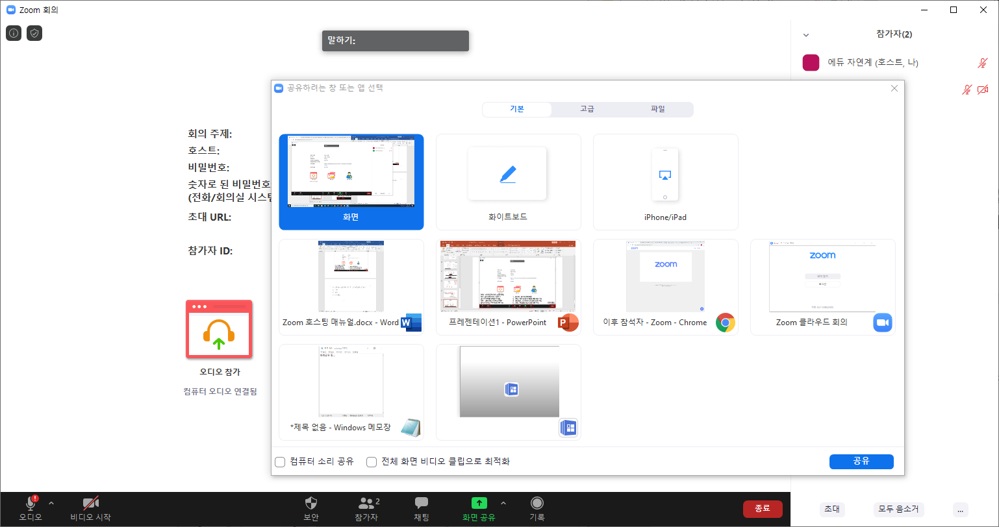 Zoom 회의
말하기:
참가자(2)
에듀 자연계 (호스트, 나)
회의 주제:
호스트:
비밀번호:
숫자로 된 비밀번호
(전화/회의실 시스템
초대 URL:
참가자 ID:
오디오 참가
컴퓨터 오디오 연결됨
공유하려는 창 또는 앱 선택
기본
고급
파일
화면
화이트보드
iPhone/iPad
zoom
zoom
Zoom 호스팅 매뉴얼.docx - Word
프레젠테이션1 - PowerPoint
이후 참석자 - Zoom - Chrome
Zoom 클라우드 회의
*제목 없음 - Windows 메모장
컴퓨터 소리 공유
전체 화면 비디오 클립으로 최적화
공유
오디오
비디오 시작
보안
2
참가자
채팅
화면 공유
기록
종료
초대
모두 음소거
...